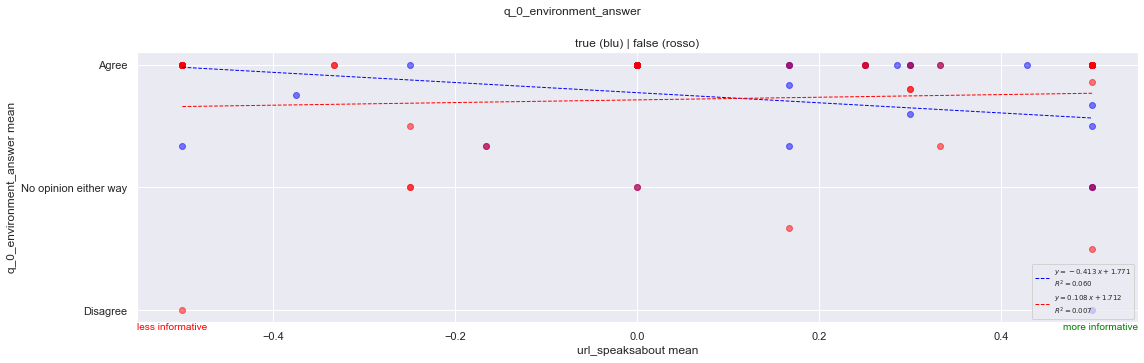 q_0_environment_answer
true (blu) | false (rosso)
Agree
No opinion either way
Disagree
q_0_environment_answer mean
y = −0.413 x + 1.771
R² = 0.060
y = 0.108 x + 1.712
R² = 0.007
less informative
more informative
−0.4
−0.2
0.0
0.2
0.4
url_speaksabout mean